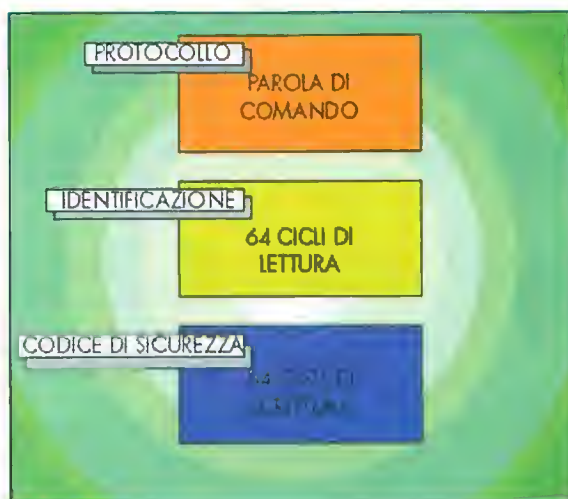 PROTOCOLLO
PAROLA DI
COMANDO
IDENTIFICAZIONE
64 CICLI DI
LETTURA
CODICE DI SICUREZZA